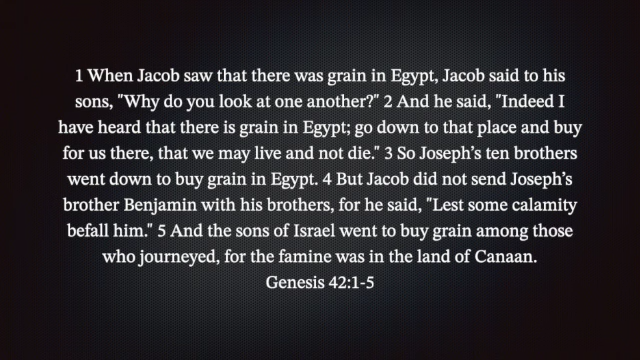 1 When Jacob saw that there was grain in Egypt, Jacob said to his
sons, "Why do you look at one another?" 2 And he said, "Indeed I
have heard that there is grain in Egypt; go down to that place and buy
for us there, that we may live and not die." 3 So Joseph’s ten brothers
went down to buy grain in Egypt. 4 But Jacob did not send Joseph’s
brother Benjamin with his brothers, for he said, "Lest some calamity
befall him." 5 And the sons of Israel went to buy grain among those
who journeyed, for the famine was in the land of Canaan.
Genesis 42:1-5